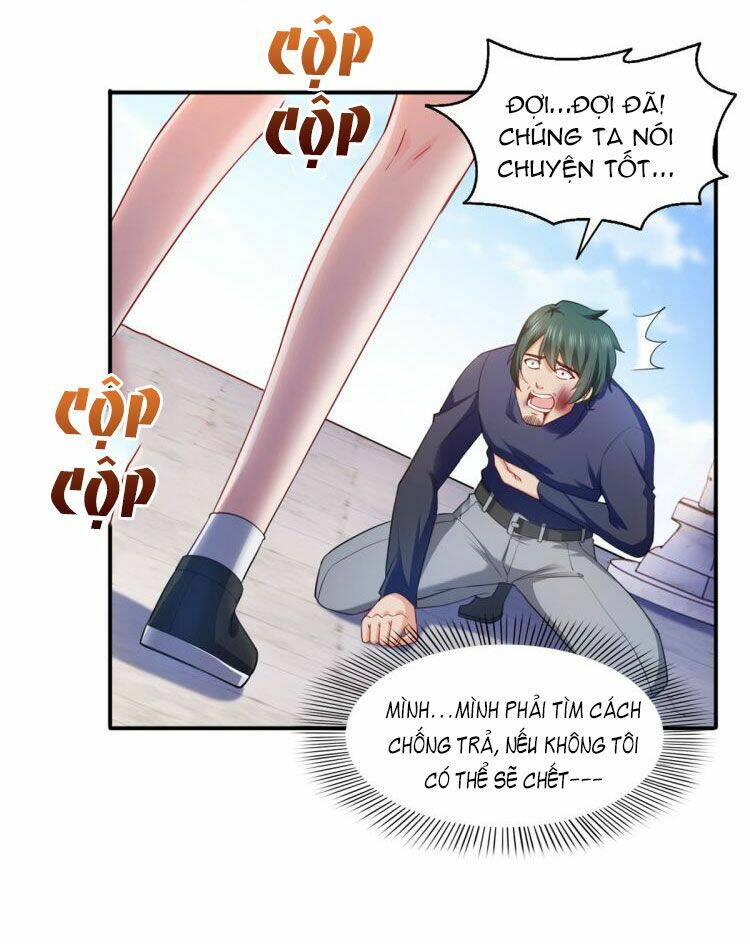 CỘP
CỘP
ĐỢI...ĐỢI ĐÃ!
CHÚNG TA NÓI
CHUYỆN TỐT...
CỘP
CỘP
MÌNH...MÌNH PHẢI TÌM CÁCH
CHỐNG TRẢ, NẾU KHÔNG TÔI
CÓ THỂ SẼ CHẾT---